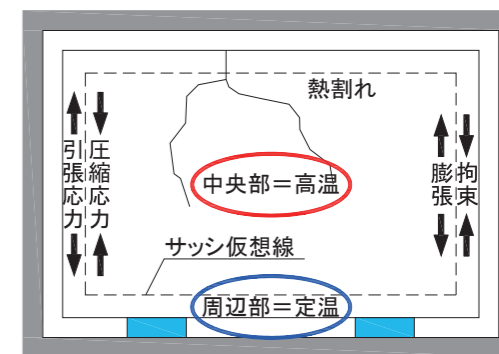 熱割れ
引張応力
圧縮応力
膨張
拘束
中央部＝高温
サッシ仮想線
周辺部＝定温